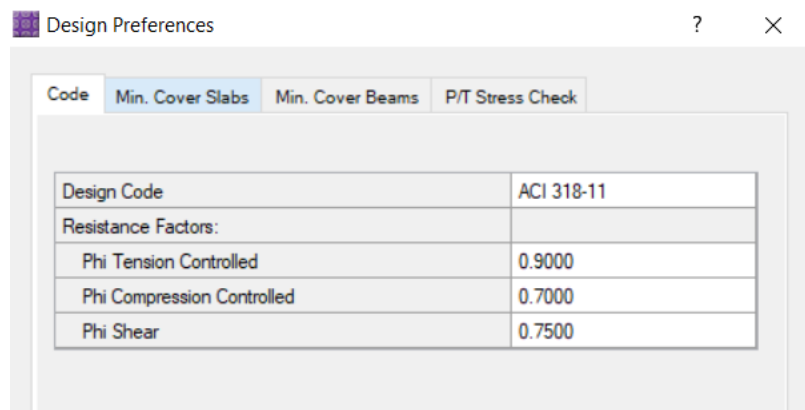 Design Preferences ?
Code Min. Cover Slabs Min. Cover Beams P/T Stress Check
Design Code ACI 318-11
Resistance Factors:
Phi Tension Controlled 0.9000
Phi Compression Controlled 0.7000
Phi Shear 0.7500